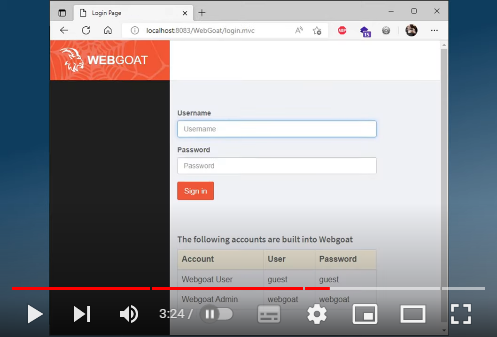 Login Page
localhost:8083/WebGoat/login.mvc
WEBGOAT
Username
Username
Password
Password
Sign in
The following accounts are built into Webgoat
Account User Password
Webgoat User guest guest
Webgoat Admin webgoat webgoat
3:24 /